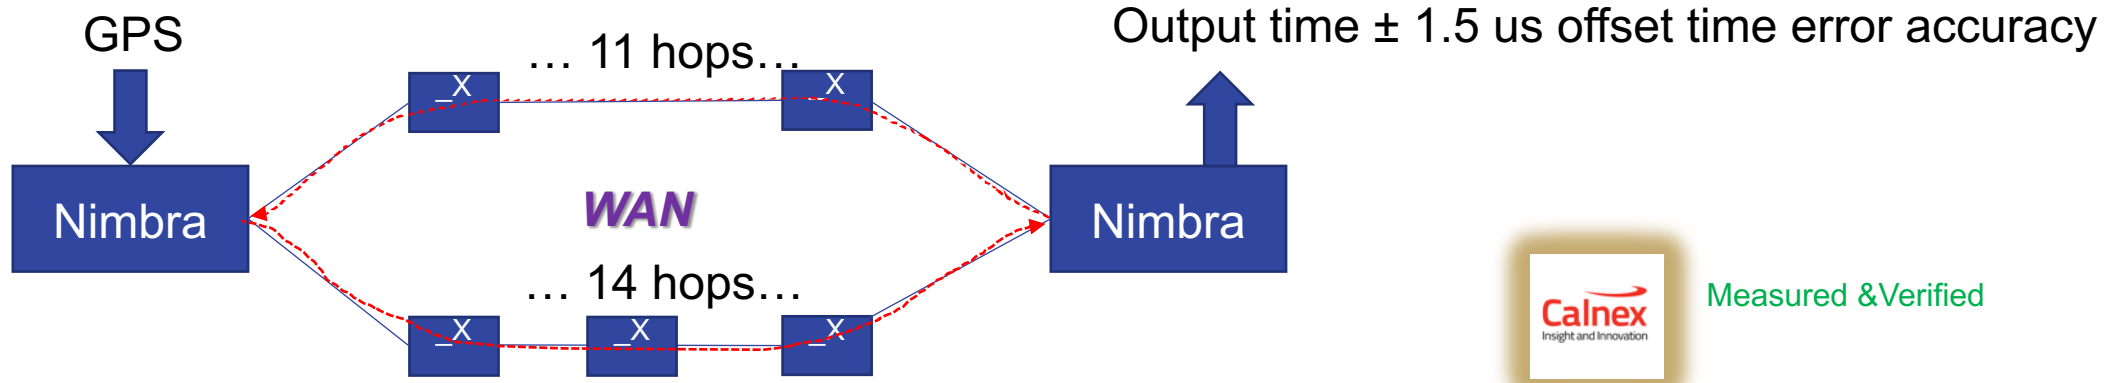 GPS
Output time ± 1.5 us offset time error accuracy
… 11 hops…
_X
_X
Nimbra
WAN
Nimbra
… 14 hops…
_X
_X
_X
Calnex
Insight and Innovation
Measured &Verified